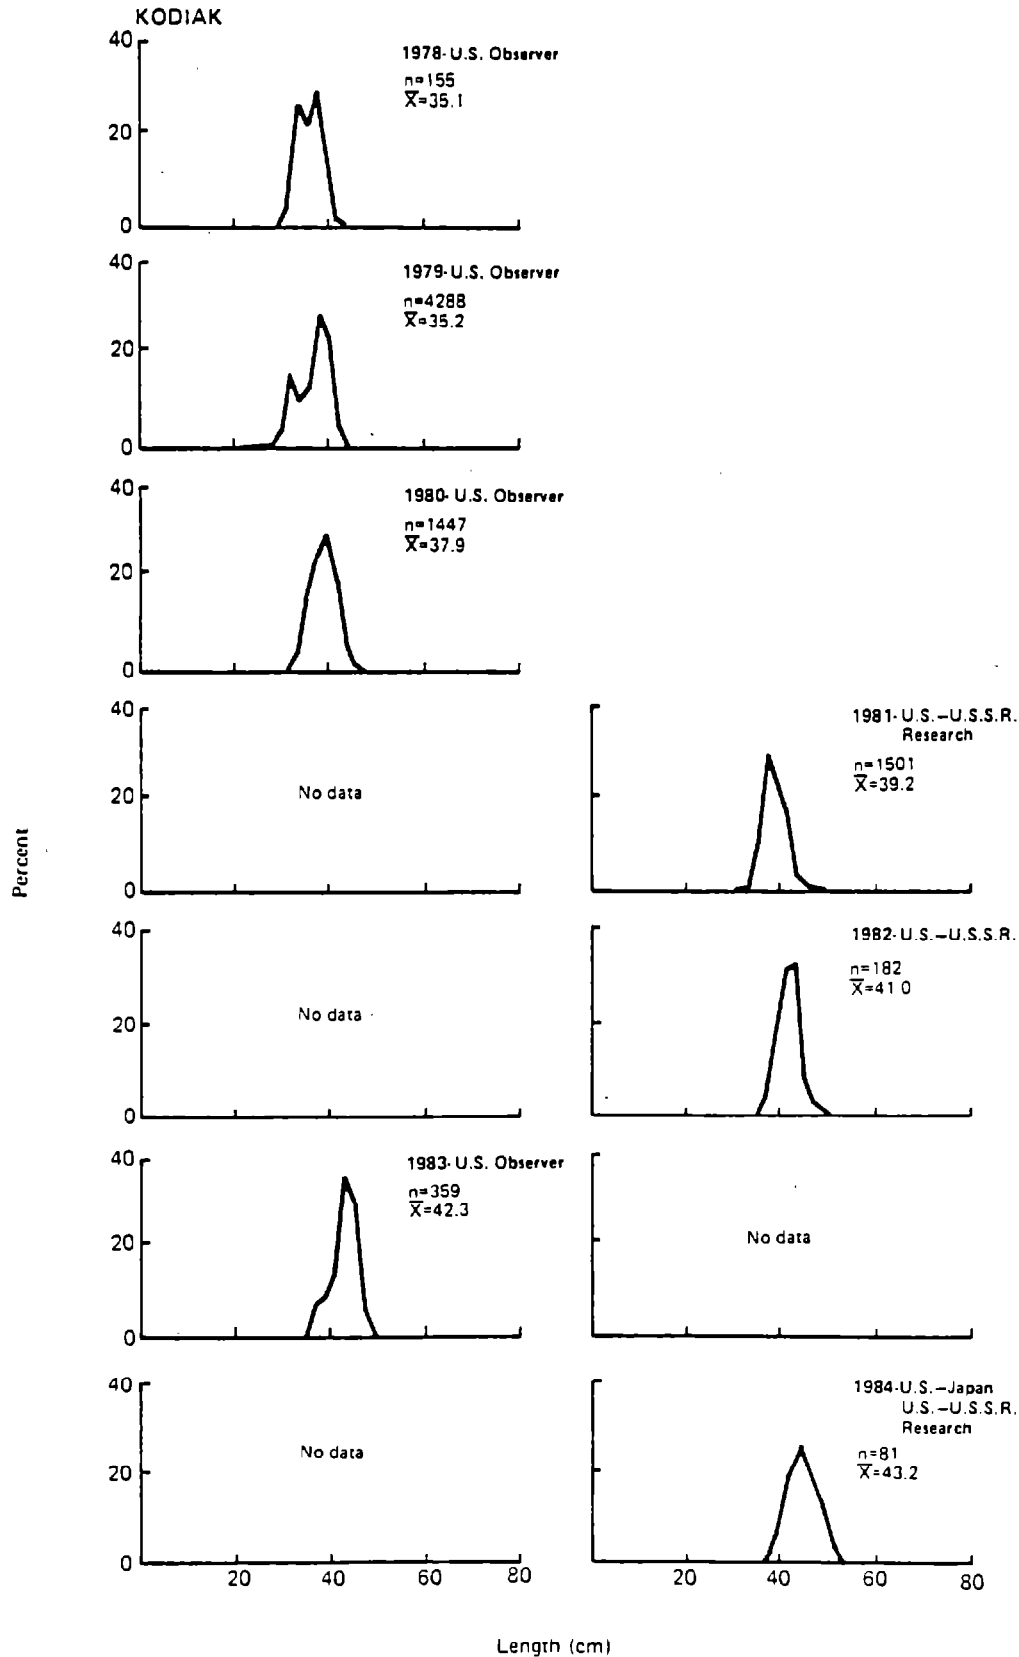 KODIAK
40
20
0
1978-U.S. Observer
n=155
X̅=35.1
40
20
0
1979-U.S. Observer
n=4288
X̅=35.2
40
20
0
1980-U.S. Observer
n=1447
X̅=37.9
40
20
0
No data
1981-U.S.-U.S.S.R.
Research
n=1501
X̅=39.2
Percent
40
20
0
No data
1982-U.S.-U.S.S.R.
n=182
X̅=41 0
40
20
0
1983-U.S. Observer
n=359
X̅=42.3
No data
40
20
0
No data
1984-U.S.-Japan
U.S.-U.S.S.R.
Research
n=81
X̅=43.2
20 40 60 80
20 40 60 80
Length (cm)